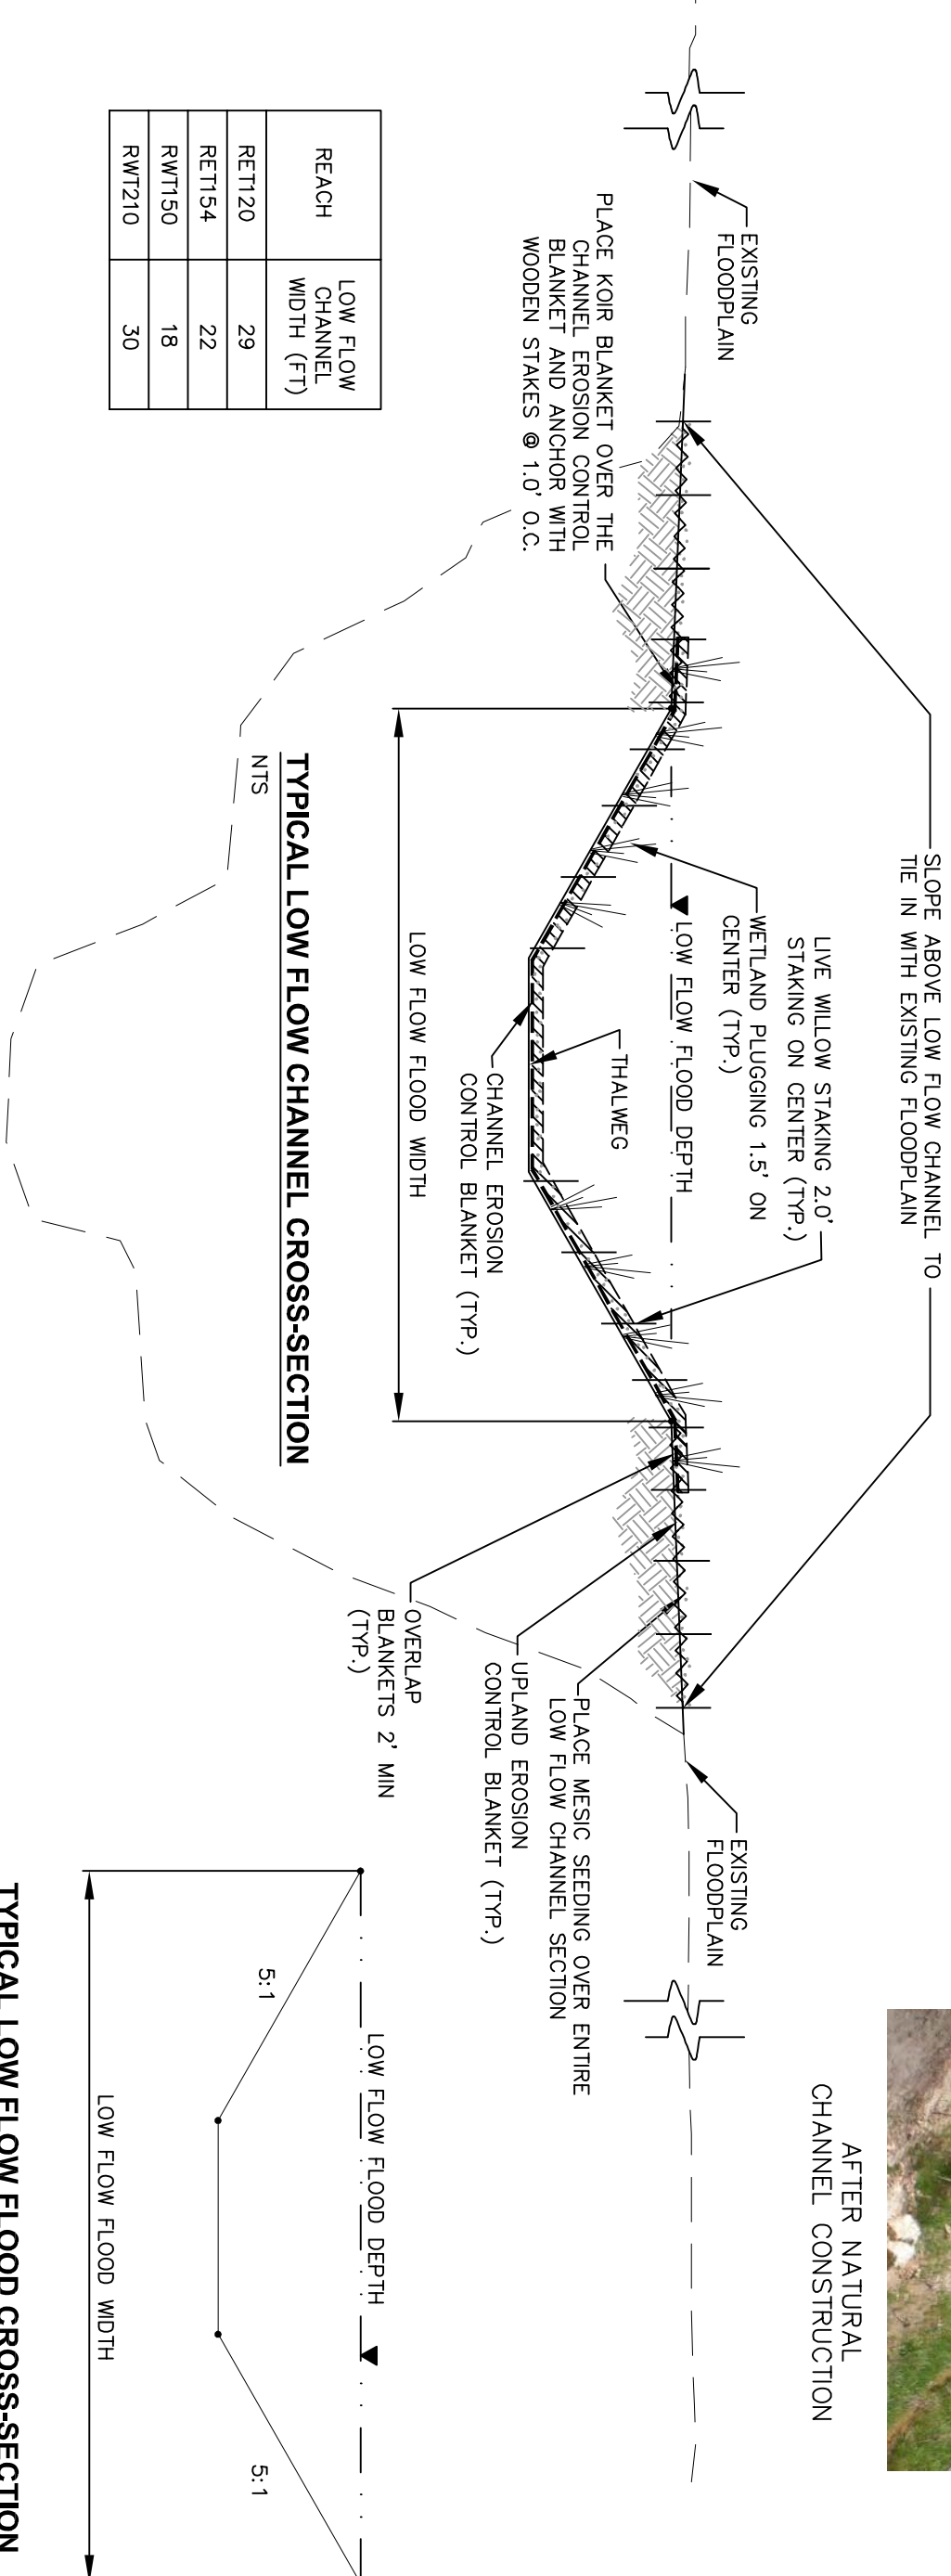 SLOPE ABOVE LOW FLOW CHANNEL TO
TIE IN WITH EXISTING FLOODPLAIN
EXISTING
FLOODPLAIN
LIVE WILLOW STAKING 2.0'
STAKING ON CENTER (TYP.)
WETLAND PLUGGING 1.5' ON
CENTER (TYP.)
LOW FLOW FLOOD DEPTH
THALWEG
EXISTING
FLOODPLAIN
PLACE KOIR BLANKET OVER THE
CHANNEL EROSION CONTROL
BLANKET AND ANCHOR WITH
WOODEN STAKES @ 1.0' O.C.
CHANNEL EROSION
CONTROL BLANKET (TYP.)
LOW FLOW FLOOD WIDTH
PLACE MESIC SEEDING OVER ENTIRE
LOW FLOW CHANNEL SECTION
UPLAND EROSION
CONTROL BLANKET (TYP.)
OVERLAP
BLANKETS 2' MIN
(TYP.)
REACH
LOW FLOW
CHANNEL
WIDTH (FT)
RET120 29
RET154 22
RWT150 18
RWT210 30
TYPICAL LOW FLOW CHANNEL CROSS-SECTION
NTS
AFTER NATURAL
CHANNEL CONSTRUCTION
LOW FLOW FLOOD DEPTH
5:1
5:1
LOW FLOW FLOOD WIDTH
TYPICAL LOW FLOW FLOOD CROSS-SECTION